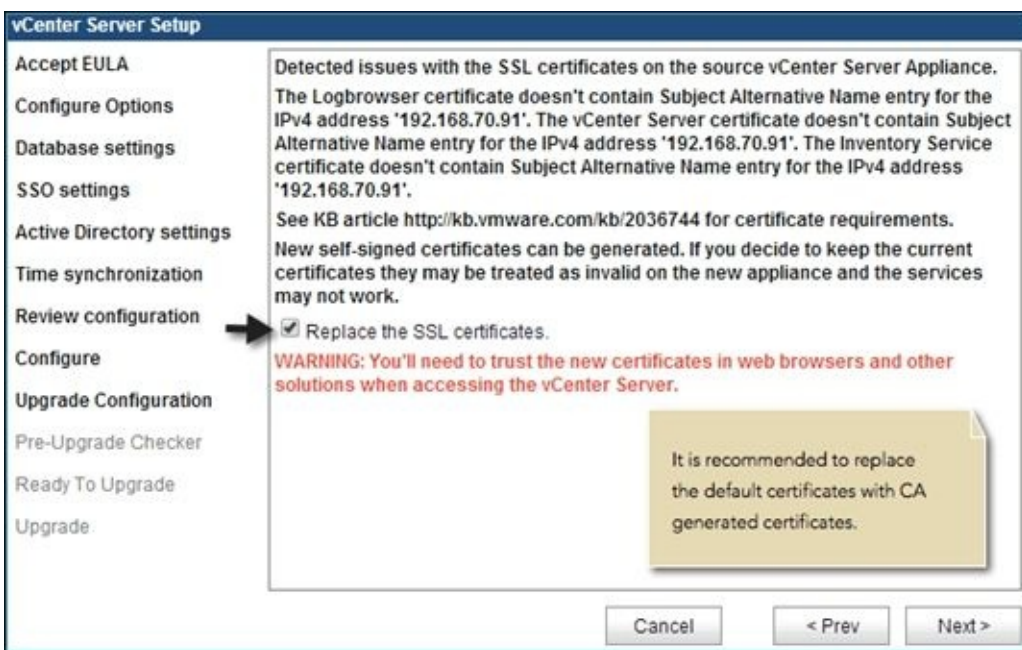 vCenter Server Setup
Accept EULA
Configure Options
Database settings
SSO settings
Active Directory settings
Time synchronization
Review configuration
Configure
Upgrade Configuration
Pre-Upgrade Checker
Ready To Upgrade
Upgrade
Detected issues with the SSL certificates on the source vCenter Server Appliance.
The Logbrowser certificate doesn't contain Subject Alternative Name entry for the
IPv4 address '192.168.70.91'. The vCenter Server certificate doesn't contain Subject
Alternative Name entry for the IPv4 address '192.168.70.91'. The Inventory Service
certificate doesn't contain Subject Alternative Name entry for the IPv4 address
'192.168.70.91'.
See KB article http://kb.vmware.com/kb/2036744 for certificate requirements.
New self-signed certificates can be generated. If you decide to keep the current
certificates they may be treated as invalid on the new appliance and the services
may not work.
Replace the SSL certificates.
WARNING: You'll need to trust the new certificates in web browsers and other
solutions when accessing the vCenter Server.
It is recommended to replace
the default certificates with CA
generated certificates.
Cancel
< Prev
Next >